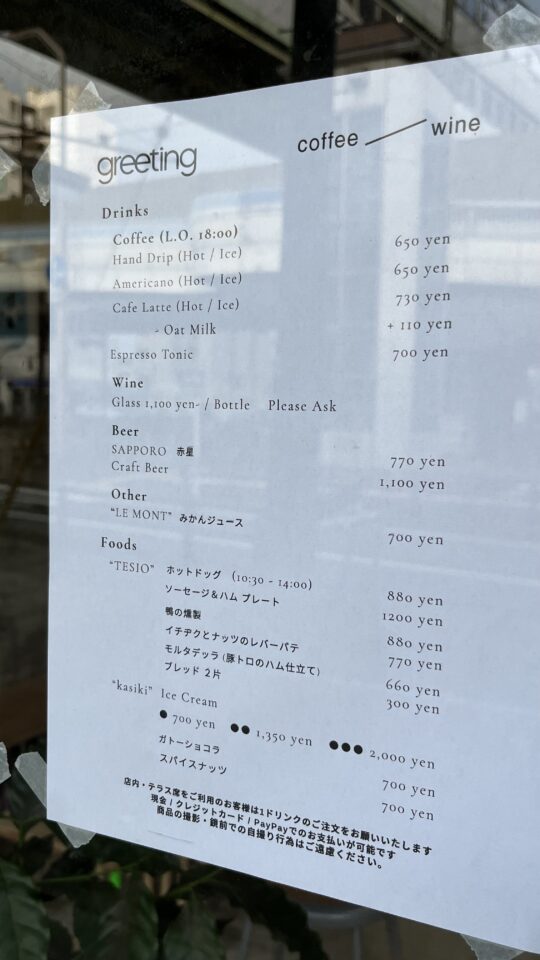 greeting
coffee / wine
Drinks
Coffee (L.O. 18:00)
Hand Drip (Hot / Ice) 650 yen
Americano (Hot / Ice) 650 yen
Cafe Latte (Hot / Ice) 730 yen
- Oat Milk + 110 yen
Espresso Tonic 700 yen
Wine
Glass 1,100 yen- / Bottle Please Ask
Beer
SAPPORO 赤星 770 yen
Craft Beer 1,100 yen
Other
“LE MONT” みかんジュース 700 yen
Foods
“TESIO” ホットドッグ (10:30 - 14:00) 880 yen
ソーセージ＆ハム プレート 1200 yen
鴨の燻製 880 yen
イチヂクとナッツのレバーパテ 770 yen
モルタデッラ (豚トロのハム仕立て) 660 yen
ブレッド 2片 300 yen
“kasiki” Ice Cream
● 700 yen ●● 1,350 yen ●●● 2,000 yen
ガトーショコラ 700 yen
スパイスナッツ 700 yen
店内・テラス席をご利用のお客様は1ドリンクのご注文をお願いいたします
現金 / クレジットカード / PayPayでのお支払いが可能です
商品の撮影・鏡前での自撮り行為はご遠慮ください。